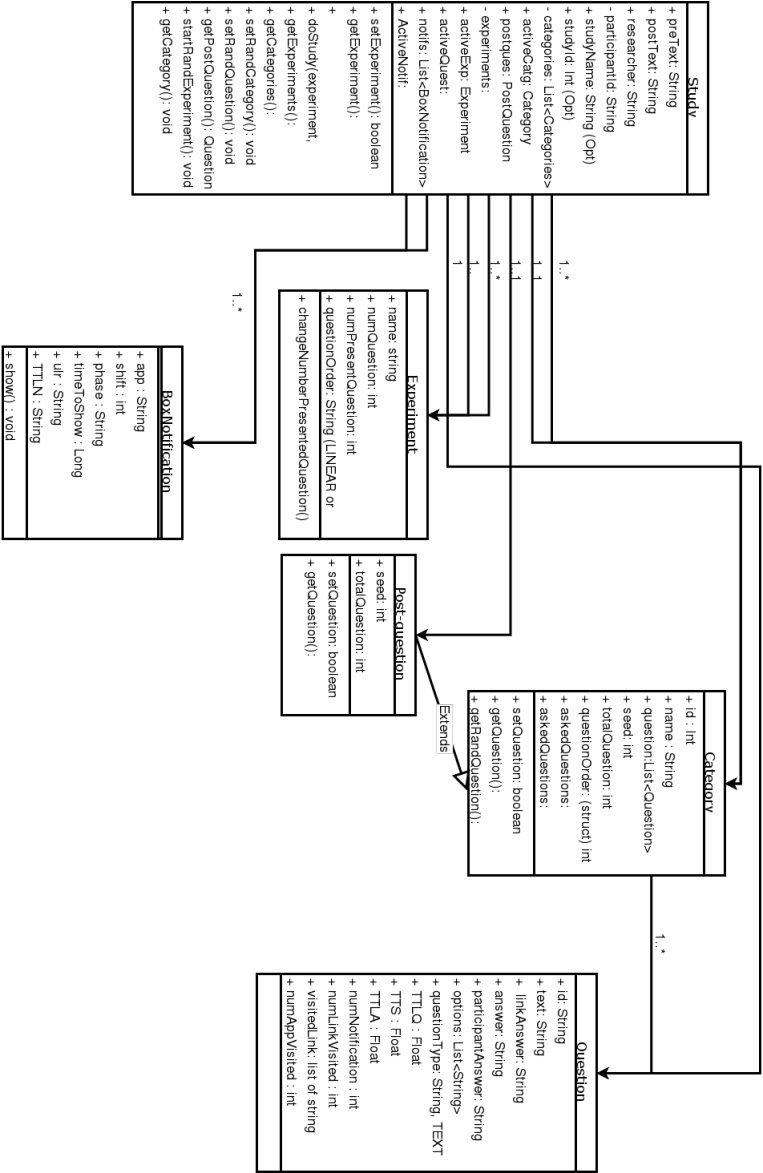 Study
+ preText: String
+ postText: String
+ researcher: String
- participantId: String
+ studyName: String (Opt)
+ studyId: Int (Opt)
- categories: List<Categories>
+ activeCatg: Category
+ postques: PostQuestion
- experiments:
+ activeExp: Experiment
+ activeQuest:
+ notifs: List<BoxNotification>
+ ActiveNotif:
+ setExperiment(): boolean
+ getExperiment():
+
+ doStudy(experiment,
+ getExperiments():
+ getCategories():
+ setRandCategory(): void
+ setRandQuestion(): void
+ getPostQuestion(): Question
+ startRandExperiment(): void
+ getCategory(): void
1..*
1.1
1..1
1..*
1..
1
1..*
Experiment
+ name: string
+ numQuestion: int
+ numPresentQuestion: int
+ questionOrder: String (LINEAR or
+ changeNumberPresentedQuestion()
BoxNotification
+ app : String
+ shift : int
+ phase : String
+ timeToShow : Long
+ ulr : String
+ TTLN : String
+ show() : void
Post-question
+ seed: int
+ totalQuestion: int
+ setQuestion: boolean
+ getQuestion():
Extends
Category
+ id : Int
+ name : String
+ question:List<Question>
+ seed: int
+ totalQuestion: int
+ questionOrder: (struct) int
+ askedQuestions:
+ askedQuestions:
+ setQuestion: boolean
+ getQuestion():
+ getRandQuestion():
1..*
Question
+ id: String
+ text: String
+ linkAnswer: String
+ answer: String
+ participantAnswer: String
+ options: List<String>
+ questionType: String, TEXT
+ TTLQ : Float
+ TTS : Float
+ TTLA : Float
+ numNotification : int
+ numLinkVisited : int
+ visitedLink: list of string
+ numAppVisited : int